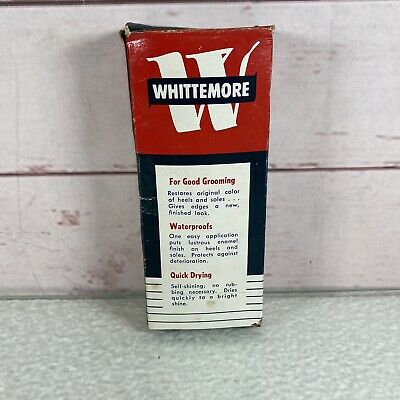 W
WHITTEMORE
For Good Grooming
Restores original color
of heels and soles . . .
Gives edges a new,
finished look.
Waterproofs
One easy application
puts lustrous enamel
finish on heels and
soles. Protects against
deterioration.
Quick Drying
Self-shining; no rub-
bing necessary. Dries
quickly to a bright
shine.